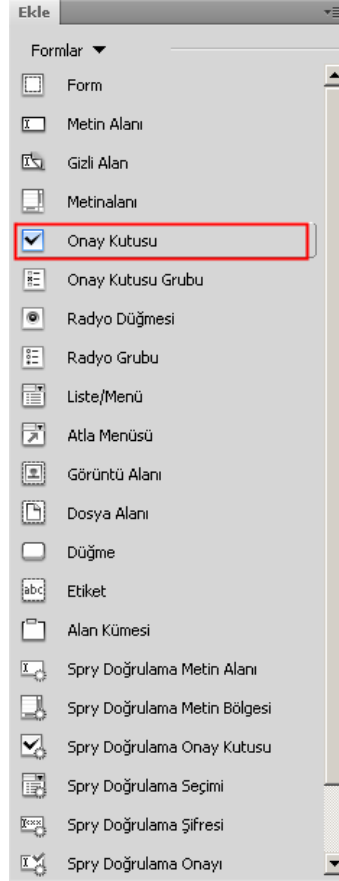 Ekle
Formlar
Form
Metin Alanı
Gizli Alan
Metinalanı
Onay Kutusu
Onay Kutusu Grubu
Radyo Düğmesi
Radyo Grubu
Liste/Menü
Atla Menüsü
Görüntü Alanı
Dosya Alanı
Düğme
abc Etiket
Alan Kümesi
Spry Doğrulama Metin Alanı
Spry Doğrulama Metin Bölgesi
Spry Doğrulama Onay Kutusu
Spry Doğrulama Seçimi
Spry Doğrulama Şifresi
Spry Doğrulama Onayı